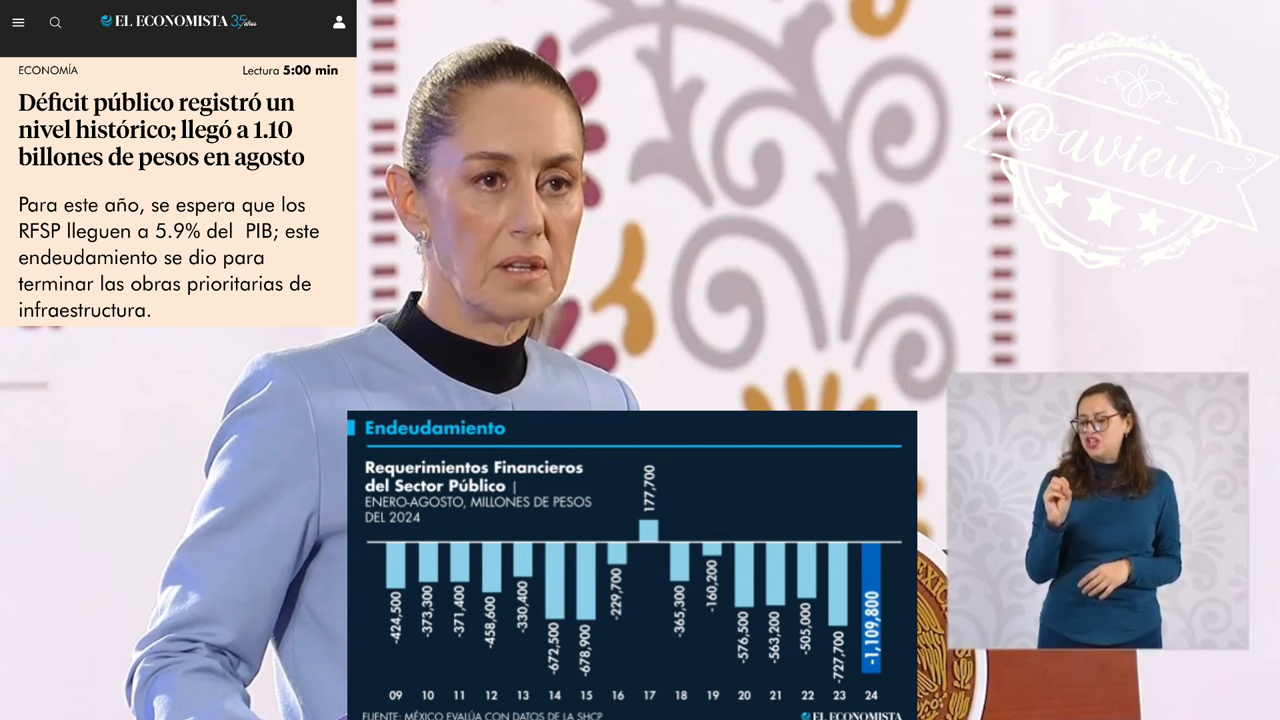 EL ECONOMISTA 35 años
ECONOMÍA
Lectura 5:00 min
Déficit público registró un
nivel histórico; llegó a 1.10
billones de pesos en agosto
Para este año, se espera que los
RFSP lleguen a 5.9% del PIB; este
endeudamiento se dio para
terminar las obras prioritarias de
infraestructura.
@avieu
Endeudamiento
Requerimientos Financieros
del Sector Público |
ENERO-AGOSTO, MILLONES DE PESOS
DEL 2024
-424,500
-373,300
-371,400
-458,600
-330,400
-672,500
-678,900
-229,700
177,700
-365,300
-160,200
-576,500
-563,200
-505,000
-727,700
-1,109,800
09 10 11 12 13 14 15 16 17 18 19 20 21 22 23 24
FUENTE: MÉXICO EVALÚA CON DATOS DE LA SHCP
EL ECONOMISTA
MÉXICO